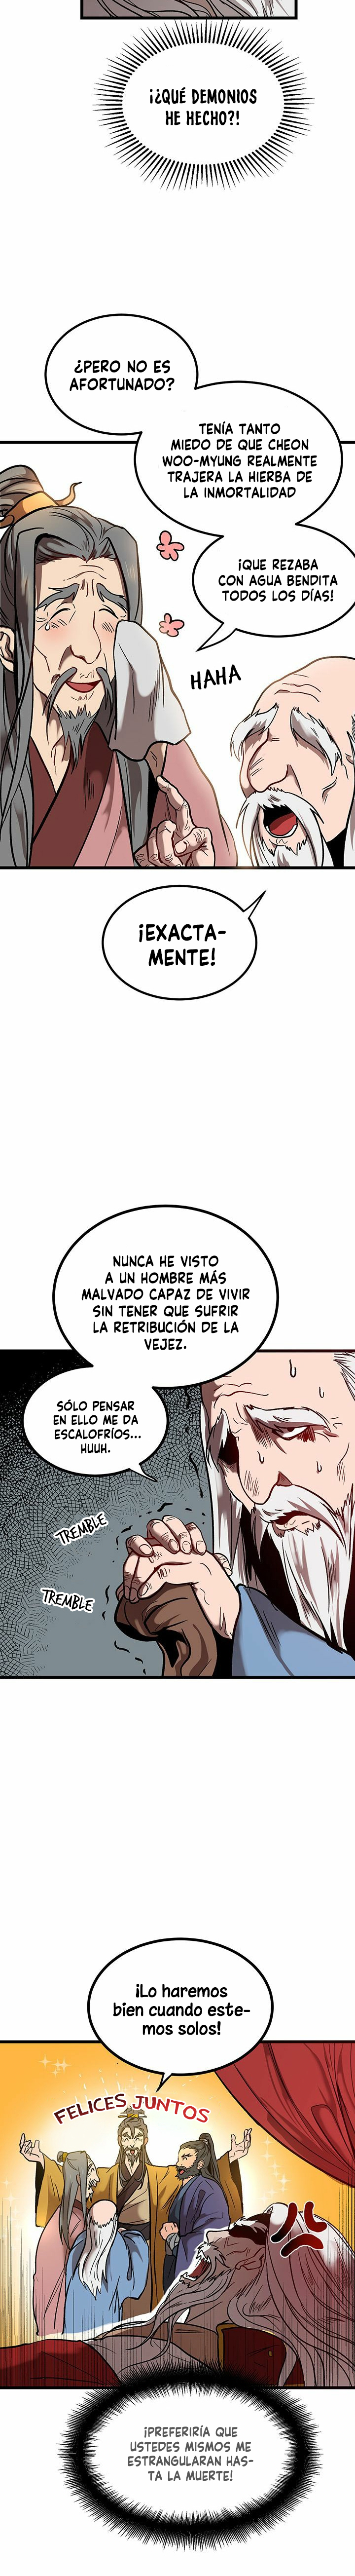 ¡¿QUÉ DEMONIOS
HE HECHO?!
¿PERO NO ES
AFORTUNADO?
TENÍA TANTO
MIEDO DE QUE CHEON
WOO-MYUNG REALMENTE
TRAJERA LA HIERBA DE
LA INMORTALIDAD
¡QUE REZABA
CON AGUA BENDITA
TODOS LOS DÍAS!
HAHA
¡EXACTA-
MENTE!
NUNCA HE VISTO
A UN HOMBRE MÁS
MALVADO CAPAZ DE VIVIR
SIN TENER QUE SUFRIR
LA RETRIBUCIÓN DE LA
VEJEZ.
SÓLO PENSAR
EN ELLO ME DA
ESCALOFRÍOS...
HUUH.
TREMBLE
TREMBLE
¡Lo haremos
bien cuando este-
mos solos!
FELICES JUNTOS
¡PREFERIRÍA QUE
USTEDES MISMOS ME
ESTRANGULARAN HAS-
TA LA MUERTE!